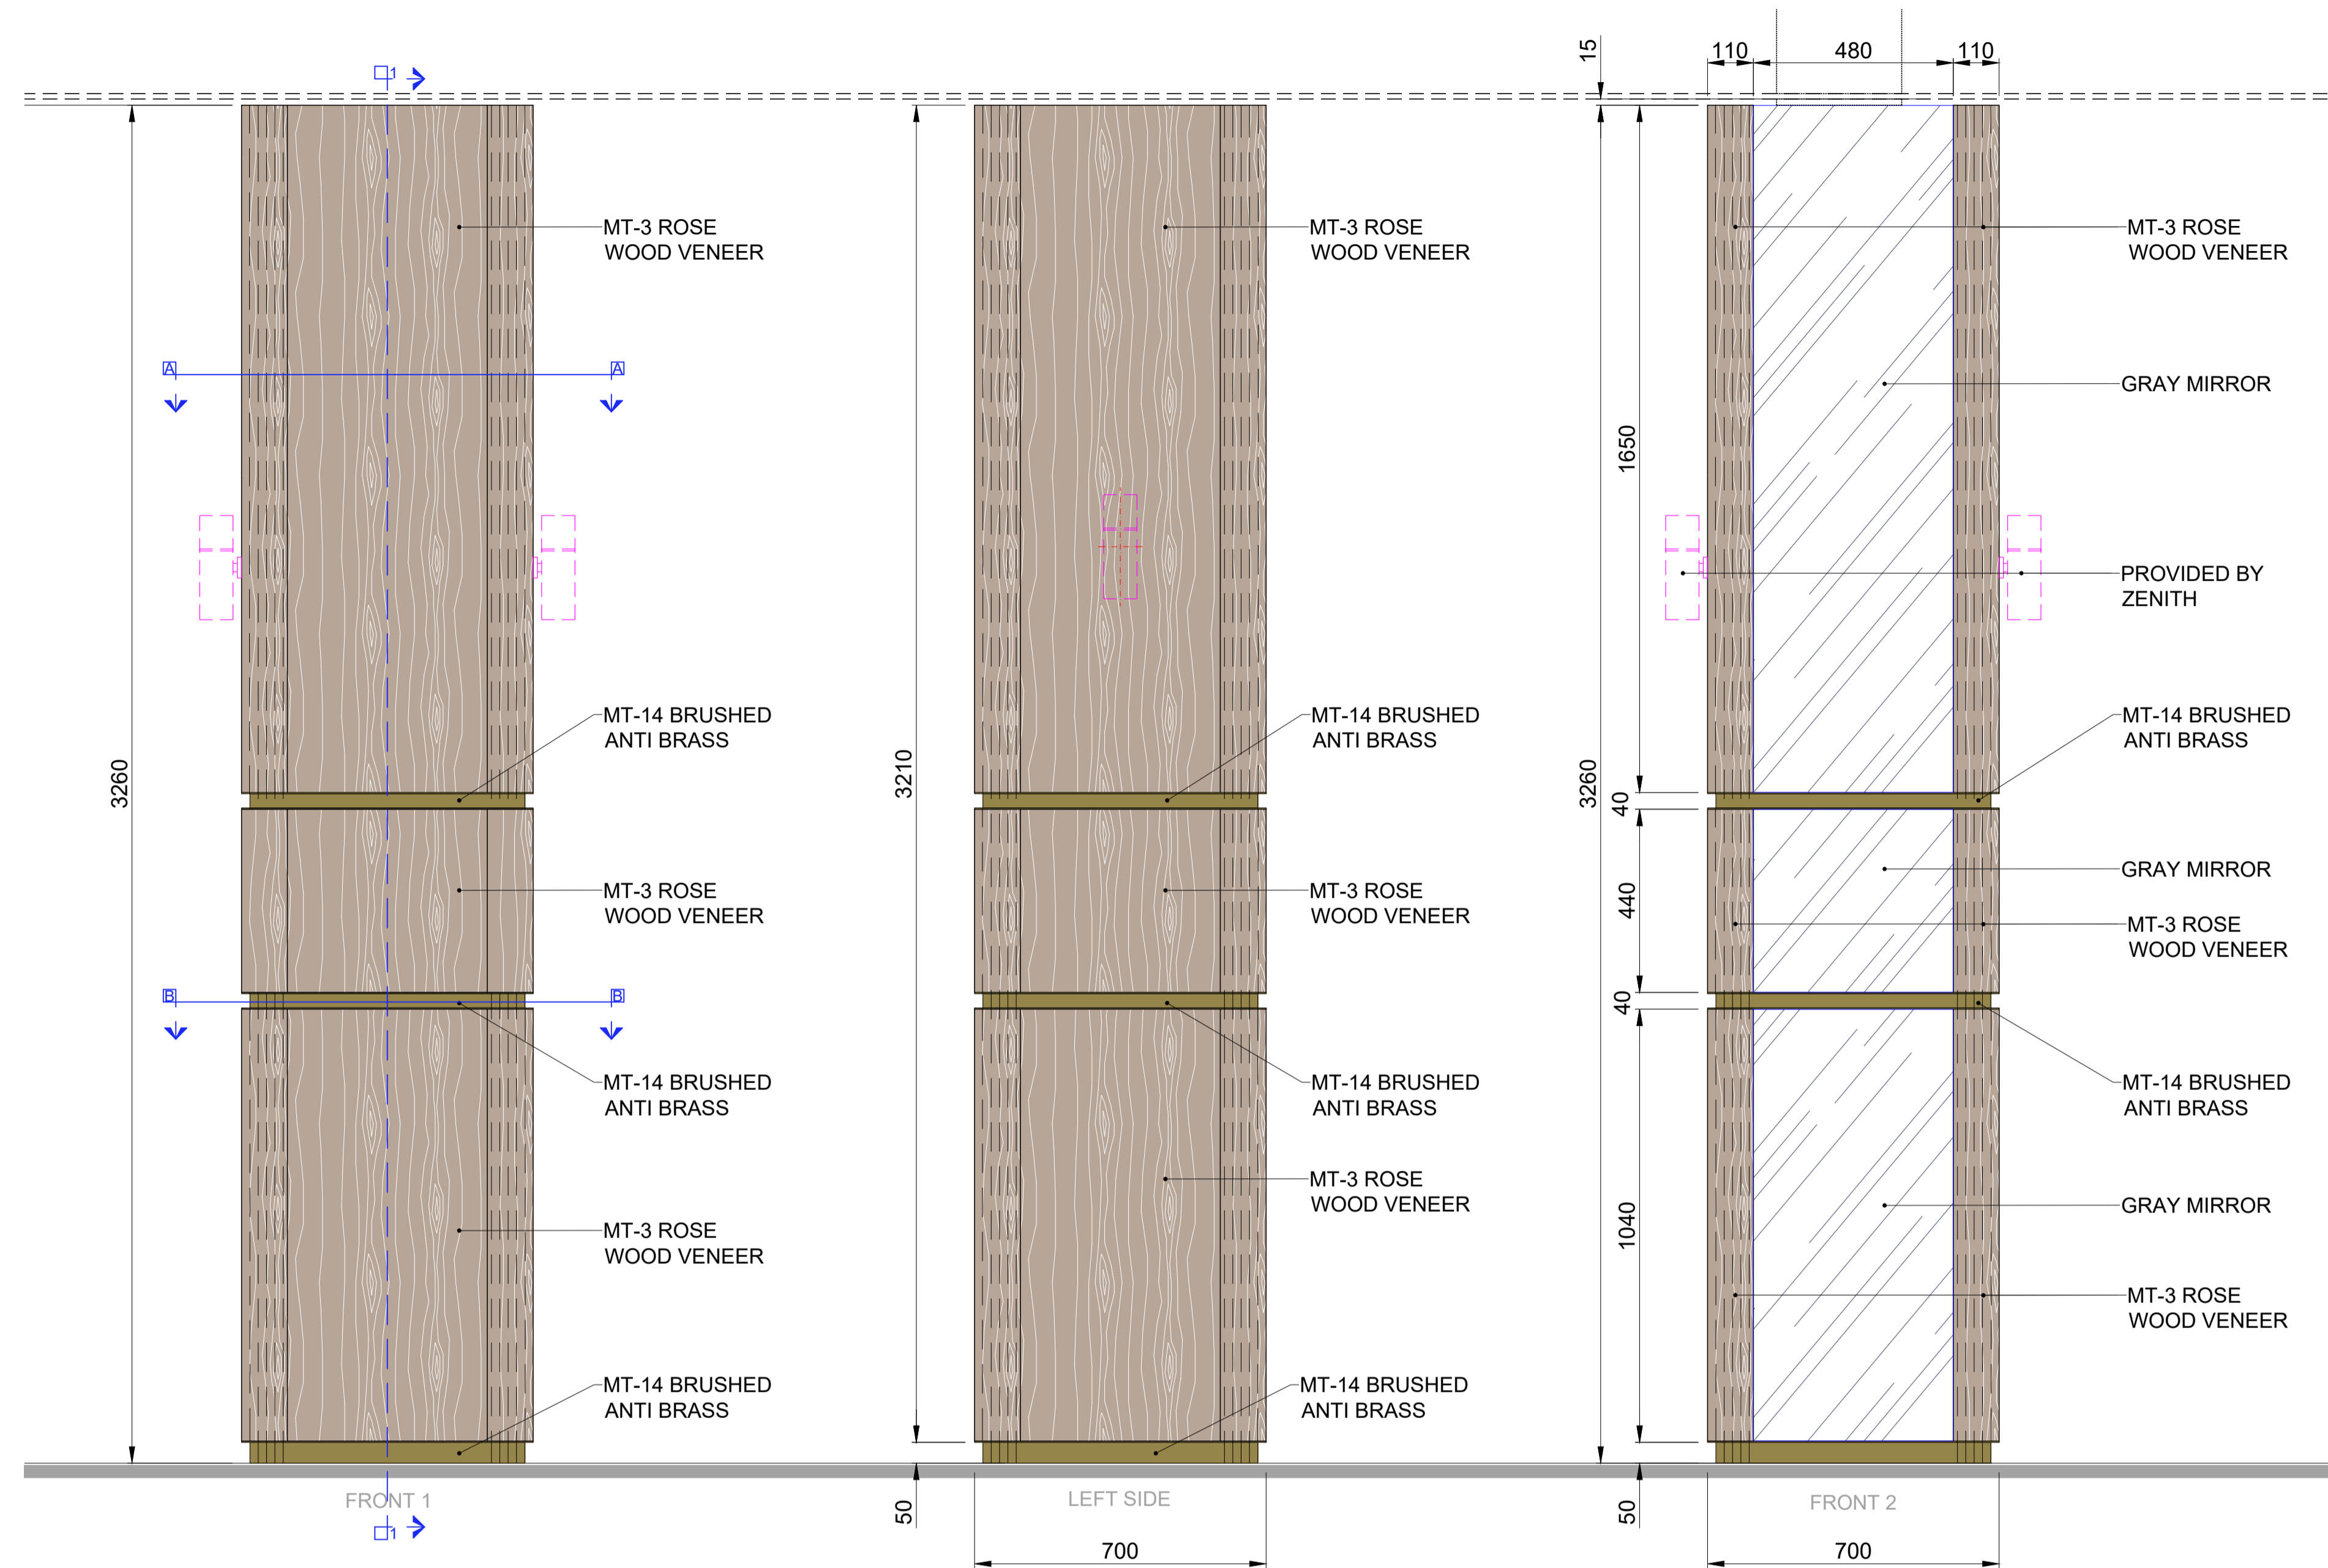 1
15
110 480 110
MT-3 ROSE
WOOD VENEER
MT-3 ROSE
WOOD VENEER
MT-3 ROSE
WOOD VENEER
A A
GRAY MIRROR
1650
PROVIDED BY
ZENITH
MT-14 BRUSHED
ANTI BRASS
MT-14 BRUSHED
ANTI BRASS
MT-14 BRUSHED
ANTI BRASS
3260
3210
3260
40
GRAY MIRROR
MT-3 ROSE
WOOD VENEER
MT-3 ROSE
WOOD VENEER
440
MT-3 ROSE
WOOD VENEER
B B
40
MT-14 BRUSHED
ANTI BRASS
MT-14 BRUSHED
ANTI BRASS
MT-14 BRUSHED
ANTI BRASS
MT-3 ROSE
WOOD VENEER
GRAY MIRROR
MT-3 ROSE
WOOD VENEER
1040
MT-3 ROSE
WOOD VENEER
MT-14 BRUSHED
ANTI BRASS
MT-14 BRUSHED
ANTI BRASS
FRONT 1
LEFT SIDE
FRONT 2
50
50
1
700
700